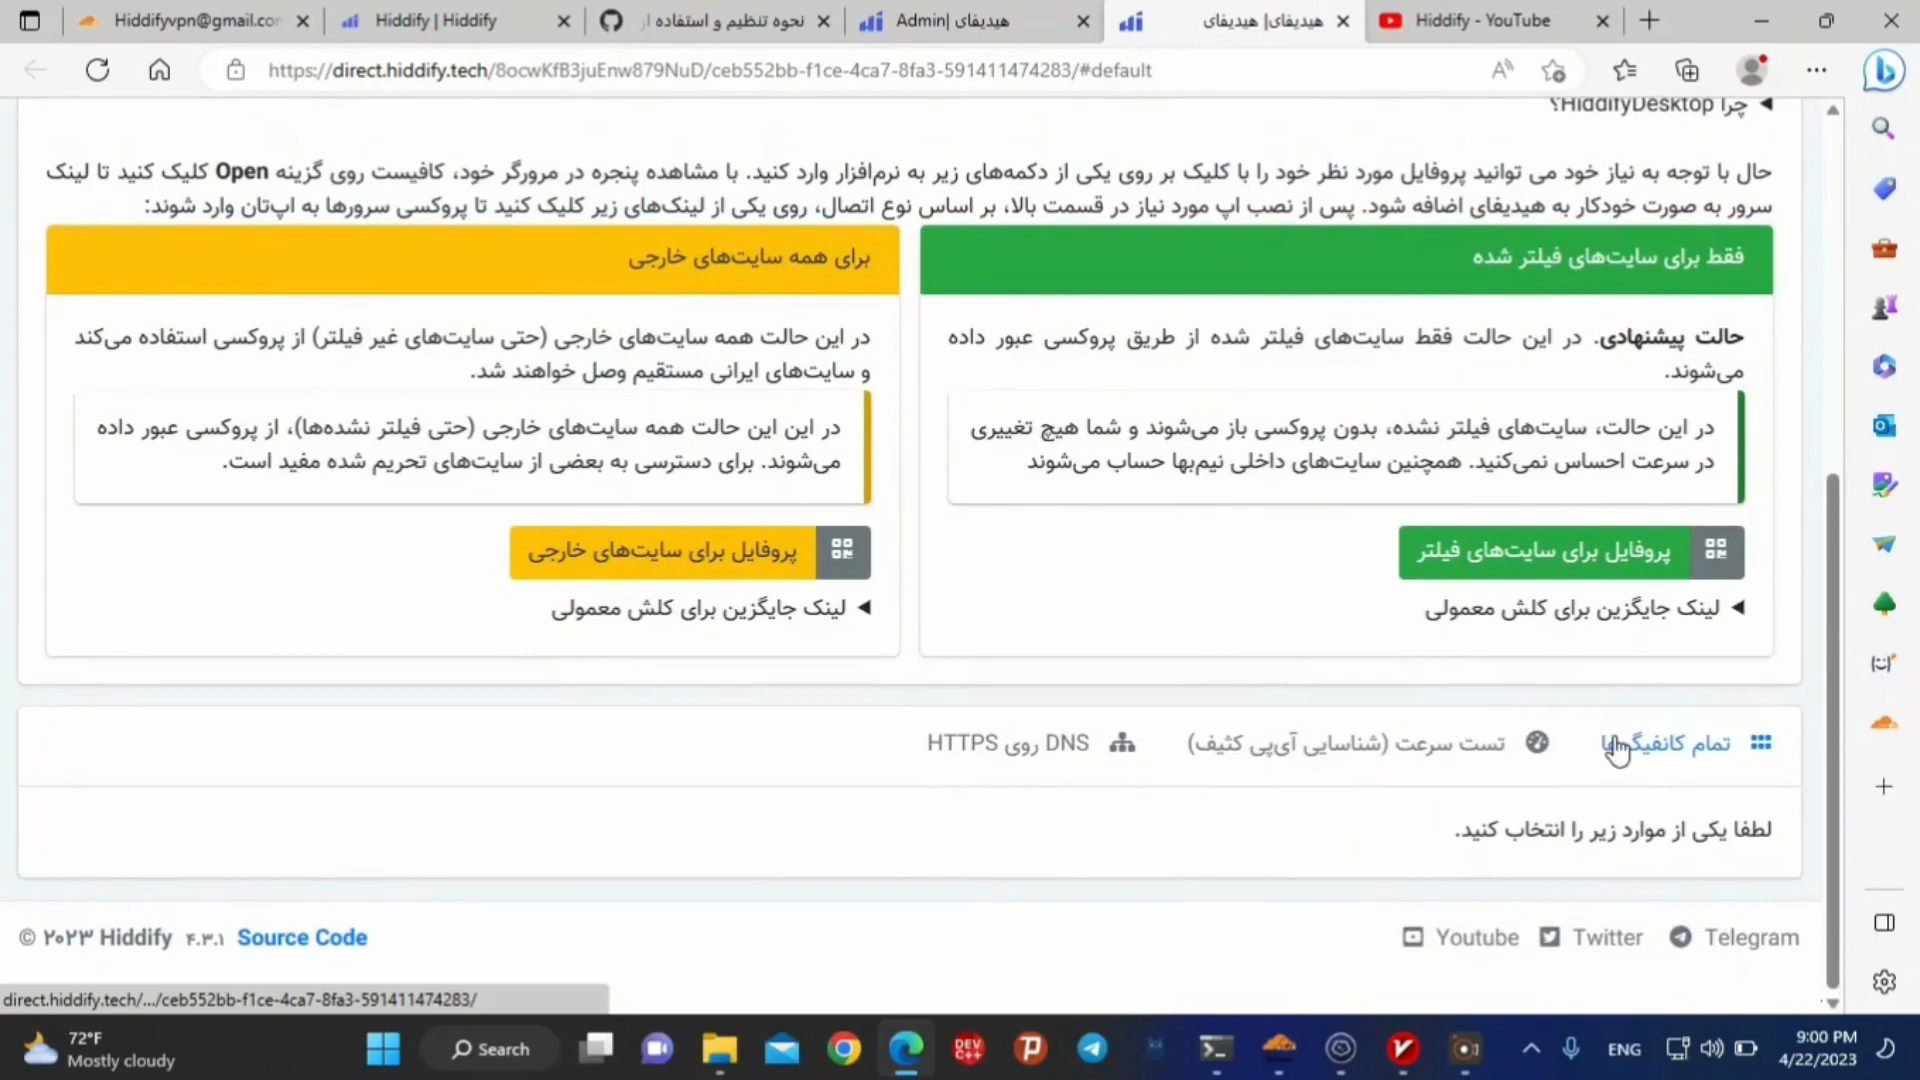 Hiddifyvpn@gmail.com
Hiddify | Hiddify
نحوه تنظیم و استفاده از
Admin| هیدیفای
هیدیفای| هیدیفای
Hiddify - YouTube
https://direct.hiddify.tech/8ocwKfB3juEnw879NuD/ceb552bb-f1ce-4ca7-8fa3-591411474283/#default
چرا HiddifyDesktop؟
حال با توجه به نیاز خود می توانید پروفایل مورد نظر خود را با کلیک بر روی یکی از دکمه‌های زیر به نرم‌افزار وارد کنید. با مشاهده پنجره در مرورگر خود، کافیست روی گزینه Open کلیک کنید تا لینک
سرور به صورت خودکار به هیدیفای اضافه شود. پس از نصب اپ مورد نیاز در قسمت بالا، بر اساس نوع اتصال، روی یکی از لینک‌های زیر کلیک کنید تا پروکسی سرورها به اپ‌تان وارد شوند:
فقط برای سایت‌های فیلتر شده
حالت پیشنهادی. در این حالت فقط سایت‌های فیلتر شده از طریق پروکسی عبور داده
می‌شوند.
در این حالت، سایت‌های فیلتر نشده، بدون پروکسی باز می‌شوند و شما هیچ تغییری
در سرعت احساس نمی‌کنید. همچنین سایت‌های داخلی نیم‌بها حساب می‌شوند
پروفایل برای سایت‌های فیلتر
لینک جایگزین برای کلش معمولی
برای همه سایت‌های خارجی
در این حالت همه سایت‌های خارجی (حتی سایت‌های غیر فیلتر) از پروکسی استفاده می‌کند
و سایت‌های ایرانی مستقیم وصل خواهند شد.
در این این حالت همه سایت‌های خارجی (حتی فیلتر نشده‌ها)، از پروکسی عبور داده
می‌شوند. برای دسترسی به بعضی از سایت‌های تحریم شده مفید است.
پروفایل برای سایت‌های خارجی
لینک جایگزین برای کلش معمولی
تمام کانفیگ‌ها
تست سرعت (شناسایی آی‌پی کثیف)
DNS روی HTTPS
لطفا یکی از موارد زیر را انتخاب کنید.
© ۲۰۲۳ Hiddify ۴.۳.۱ Source Code
Youtube Twitter Telegram
direct.hiddify.tech/.../ceb552bb-f1ce-4ca7-8fa3-591411474283/
72°F
Mostly cloudy
Search
DEV
C++
ENG
9:00 PM
4/22/2023